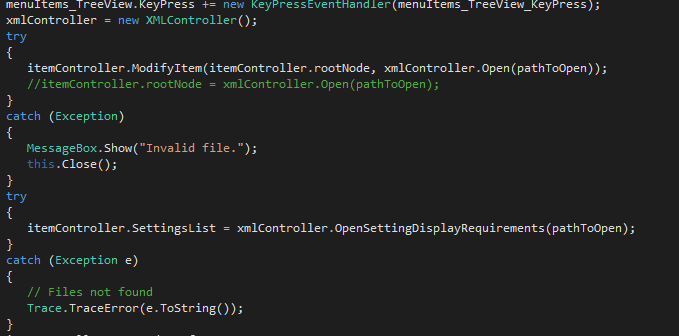 menuItems_TreeView.KeyPress += new KeyPressEventHandler(menuItems_TreeView_KeyPress);
xmlController = new XMLController();
try
{
itemController.ModifyItem(itemController.rootNode, xmlController.Open(pathToOpen));
//itemController.rootNode = xmlController.Open(pathToOpen);
}
catch (Exception)
{
MessageBox.Show("Invalid file.");
this.Close();
}
try
{
itemController.SettingsList = xmlController.OpenSettingDisplayRequirements(pathToOpen);
}
catch (Exception e)
{
// Files not found
Trace.TraceError(e.ToString());
}